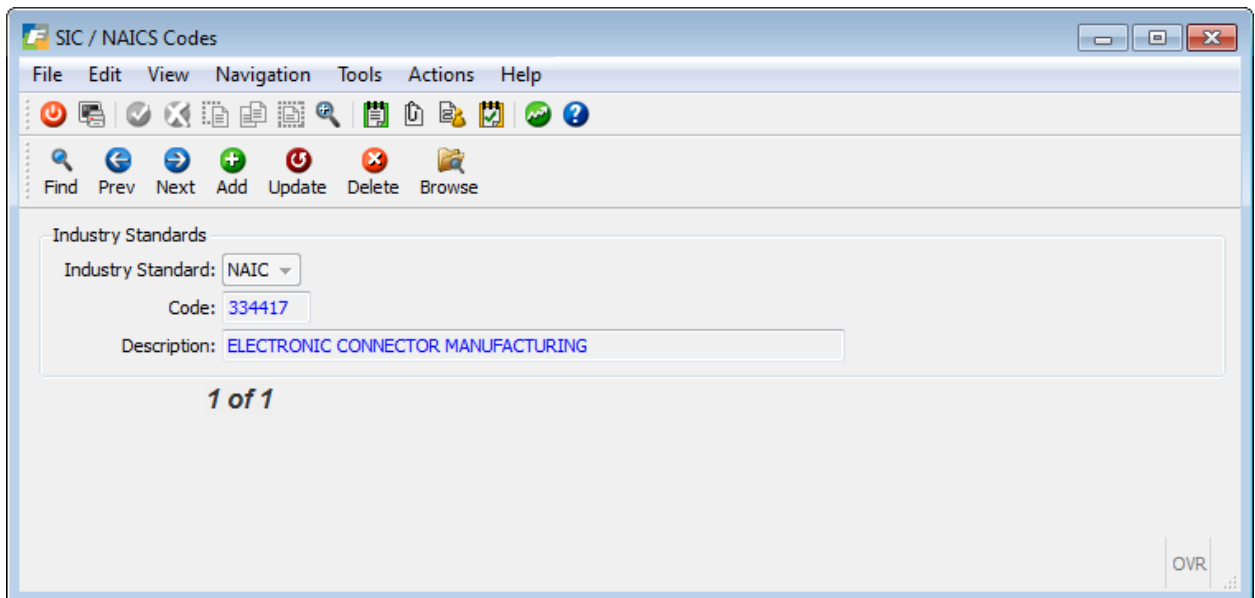 SIC / NAICS Codes
File Edit View Navigation Tools Actions Help
Find Prev Next Add Update Delete Browse
Industry Standards
Industry Standard: NAIC
Code: 334417
Description: ELECTRONIC CONNECTOR MANUFACTURING
1 of 1
OVR